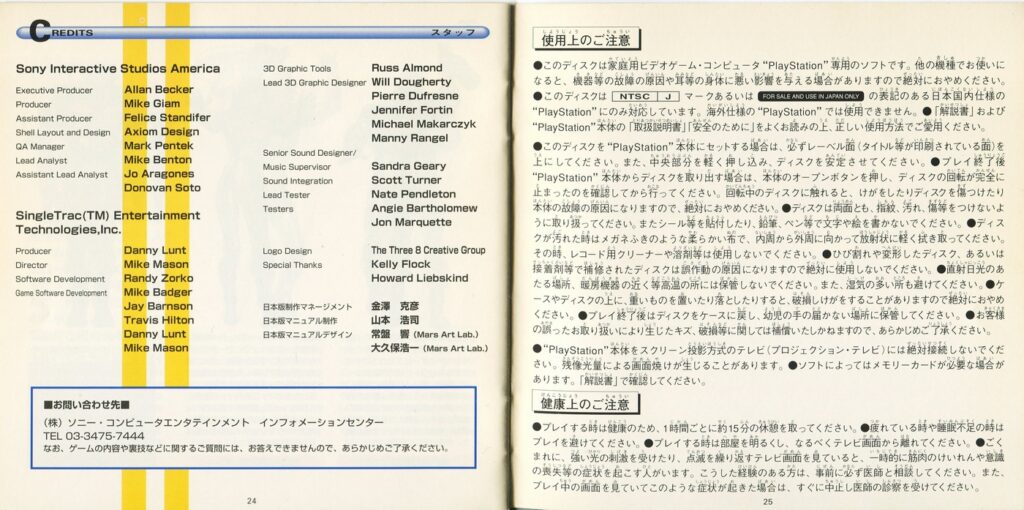 CREDITS
スタッフ
Sony Interactive Studios America
Executive Producer Allan Becker
Producer Mike Giam
Assistant Producer Felice Standifer
Shell Layout and Design Axiom Design
QA Manager Mark Pentek
Lead Analyst Mike Benton
Assistant Lead Analyst Jo Aragones
Donovan Soto
SingleTrac(TM) Entertainment
Technologies,Inc.
Producer Danny Lunt
Director Mike Mason
Software Development Randy Zorko
Game Software Development Mike Badger
Jay Barnson
Travis Hilton
Danny Lunt
Mike Mason
3D Graphic Tools Russ Almond
Lead 3D Graphic Designer Will Dougherty
Pierre Dufresne
Jennifer Fortin
Michael Makarczyk
Manny Rangel
Senior Sound Designer/
Music Supervisor Sandra Geary
Sound Integration Scott Turner
Lead Tester Nate Pendleton
Testers Angie Bartholomew
Jon Marquette
Logo Design The Three 8 Creative Group
Special Thanks Kelly Flock
Howard Liebskind
日本版制作マネージメント 金澤 克彦
日本版マニュアル制作 山本 浩司
日本版マニュアルデザイン 常盤 響 (Mars Art Lab.)
大久保浩一 (Mars Art Lab.)
■お問い合わせ先■
(株)ソニー・コンピュータエンタテインメント インフォメーションセンター
TEL 03-3475-7444
なお、ゲームの内容や裏技などに関するご質問には、お答えできませんので、あらかじめご了承ください。
24
使用上のご注意
●このディスクは家庭用ビデオゲーム・コンピュータ“PlayStation”専用のソフトです。他の機種でお使いに
なると、機器等の故障の原因や耳等の身体に悪い影響を与える場合がありますので絶対におやめください。
●このディスクは NTSC J マークあるいは FOR SALE AND USE IN JAPAN ONLY の表記のある日本国内仕様の
“PlayStation”にのみ対応しています。海外仕様の“PlayStation”では使用できません。●「解説書」および
“PlayStation”本体の「取扱説明書」「安全のために」をよくお読みの上、正しい使用方法でご愛用ください。
●このディスクを“PlayStation”本体にセットする場合は、必ずレーベル面(タイトル等が印刷されている面)を
上にしてください。また、中央部分を軽く押し込み、ディスクを安定させてください。●プレイ終了後
“PlayStation”本体からディスクを取り出す場合は、本体のオープンボタンを押し、ディスクの回転が完全に
止まったのを確認してから行ってください。回転中のディスクに触れると、けがをしたりディスクを傷つけたり
本体の故障の原因になりますので、絶対におやめください。●ディスクは両面とも、指紋、汚れ、傷等をつけないよ
うに取り扱ってください。またシール等を貼付したり、鉛筆、ペン等で文字や絵を書かないでください。●ディス
クが汚れた時はメガネふきのような柔らかい布で、内周から外周に向かって放射状に軽く拭き取ってください。
その時、レコード用クリーナーや溶剤等は使用しないでください。●ひび割れや変形したディスク、あるいは
接着剤等で補修されたディスクは誤作動の原因になりますので絶対に使用しないでください。●直射日光のあ
たる場所、暖房機器の近く等高温の所には保管しないでください。また、湿気の多い所も避けてください。●ケ
ースやディスクの上に、重いものを置いたり落としたりすると、破損しけがをすることがありますので絶対におやめ
ください。●プレイ終了後はディスクをケースに戻し、幼児の手の届かない場所に保管してください。●お客様
の誤ったお取り扱いにより生じたキズ、破損等に関しては補償いたしかねますので、あらかじめご了承ください。
●“PlayStation”本体をスクリーン投影方式のテレビ(プロジェクション・テレビ)には絶対接続しないでくだ
さい。残像光量による画面焼けが生じることがあります。●ソフトによってはメモリーカードが必要な場合が
あります。「解説書」で確認してください。
健康上のご注意
●プレイする時は健康のため、1時間ごとに約15分の休憩を取ってください。●疲れている時や睡眠不足の時は
プレイを避けてください。●プレイする時は部屋を明るくし、なるべくテレビ画面から離れてください。●ごく
まれに、強い光の刺激を受けたり、点滅を繰り返すテレビ画面を見ていると、一時的に筋肉のけいれんや意識
の喪失等の症状を起こす人がいます。こうした経験のある方は、事前に必ず医師と相談してください。また、
プレイ中の画面を見ていてこのような症状が起きた場合は、すぐに中止し医師の診察を受けてください。
25